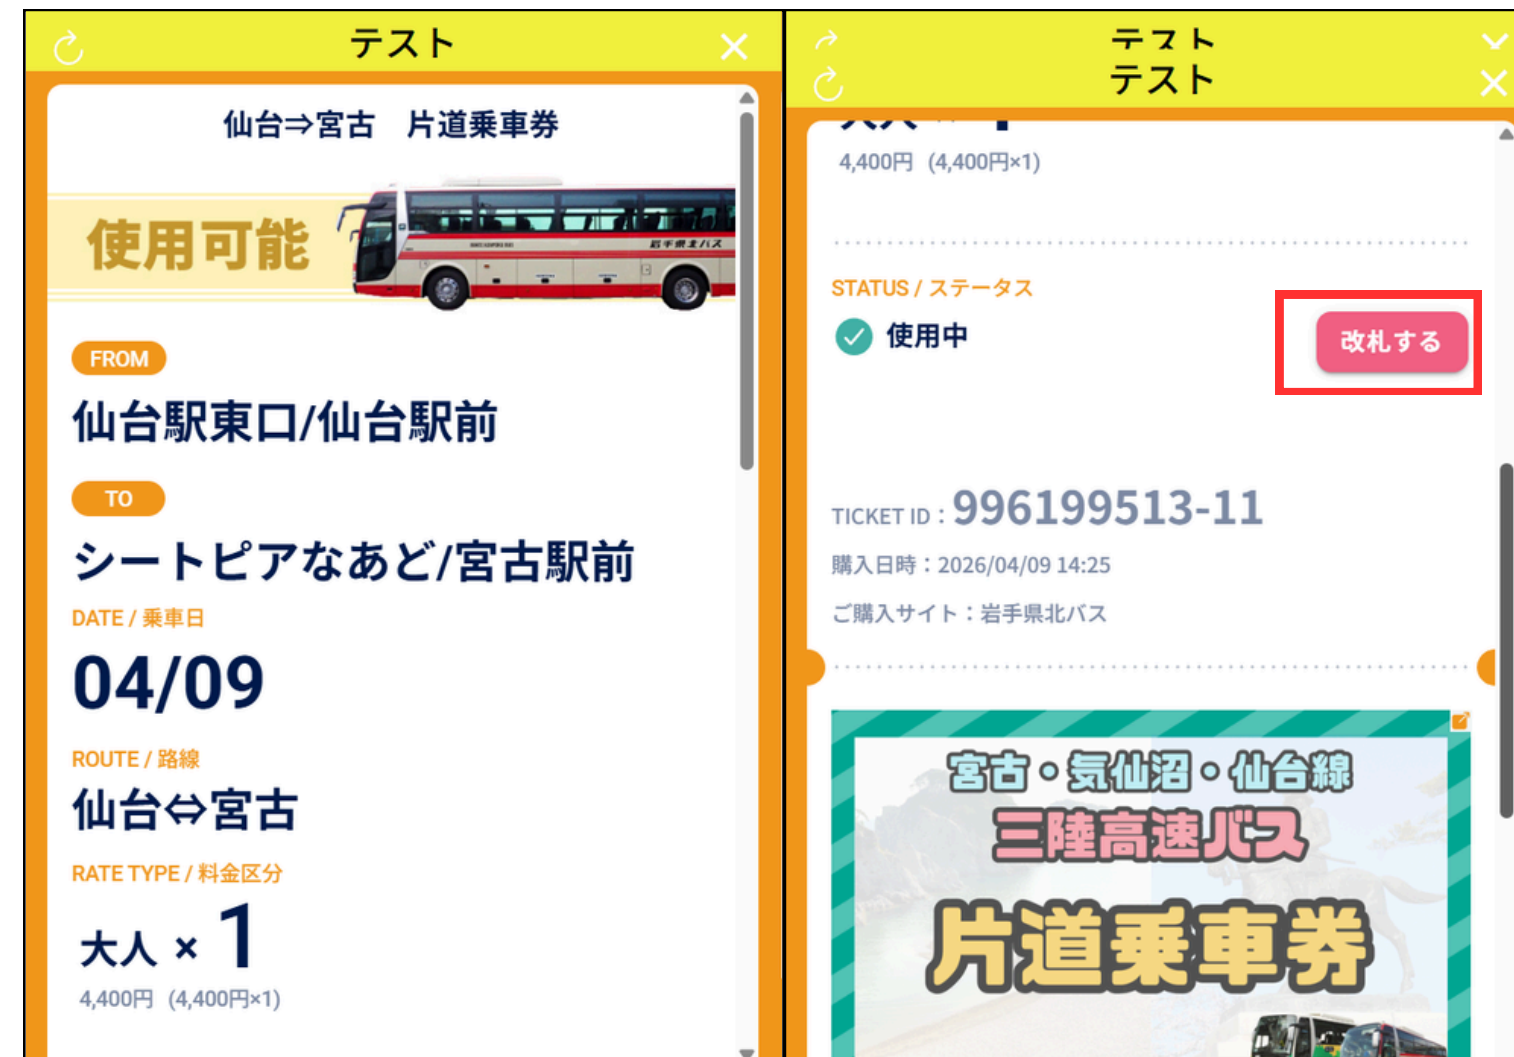 テスト
仙台⇒宮古　片道乗車券
使用可能
岩手県北バス
FROM
仙台駅東口/仙台駅前
TO
シートピアなあど/宮古駅前
DATE / 乗車日
04/09
ROUTE / 路線
仙台⇔宮古
RATE TYPE / 料金区分
大人 × 1
4,400円 (4,400円×1)
テスト
テスト
大人 × 1
4,400円 (4,400円×1)
STATUS / ステータス
使用中
改札する
TICKET ID : 996199513-11
購入日時：2026/04/09 14:25
ご購入サイト：岩手県北バス
宮古・気仙沼・仙台線
三陸高速バス
片道乗車券